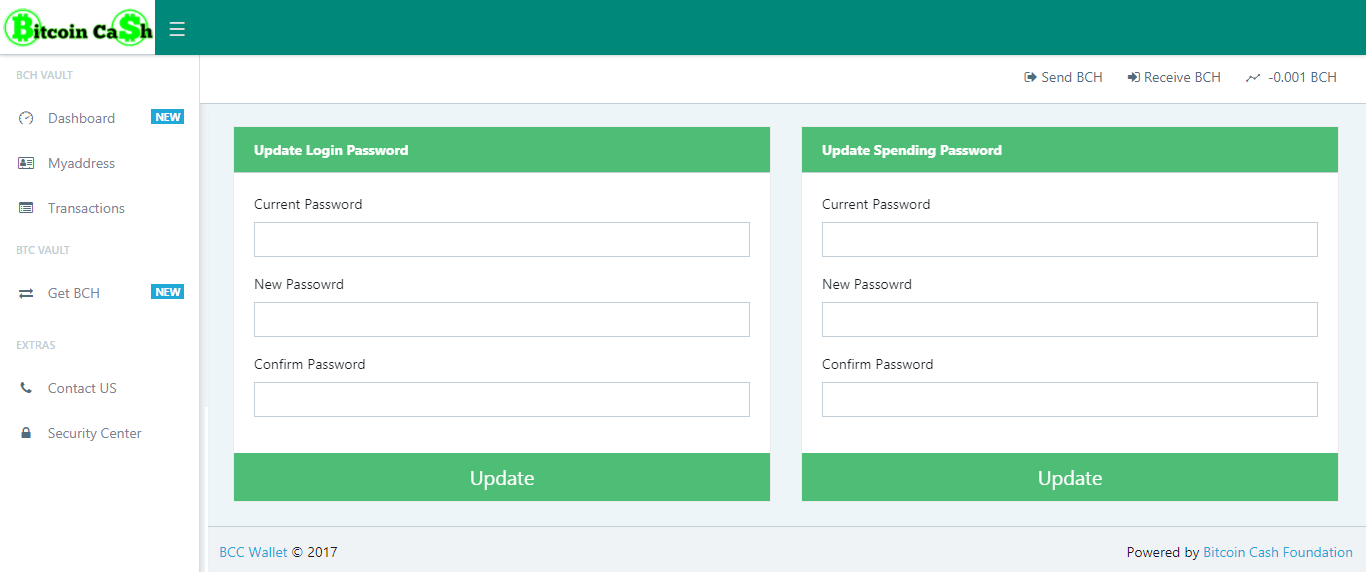 Bitcoin Ca$h
BCH VAULT
Dashboard NEW
Myaddress
Transactions
BTC VAULT
Get BCH NEW
EXTRAS
Contact US
Security Center
Send BCH Receive BCH -0.001 BCH
Update Login Password
Current Password
New Passowrd
Confirm Password
Update
Update Spending Password
Current Password
New Passowrd
Confirm Password
Update
BCC Wallet © 2017
Powered by Bitcoin Cash Foundation